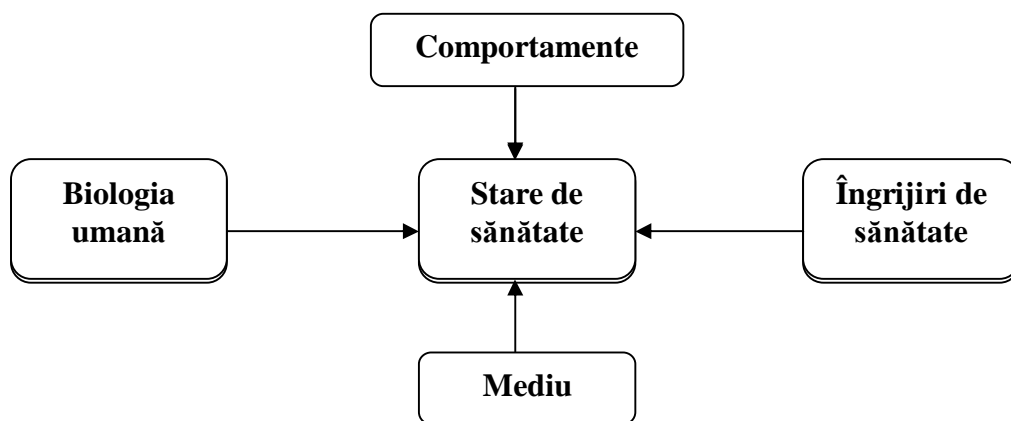 Comportamente
Biologia
umană
Stare de
sănătate
Îngrijiri de
sănătate
Mediu